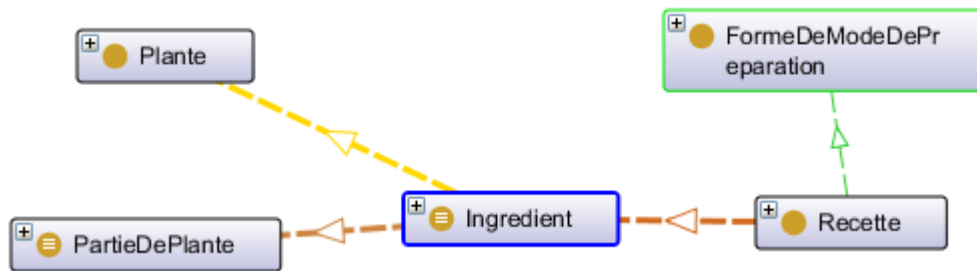 Plante
FormeDeModeDePr
eparation
Ingredient
Recette
PartieDePlante